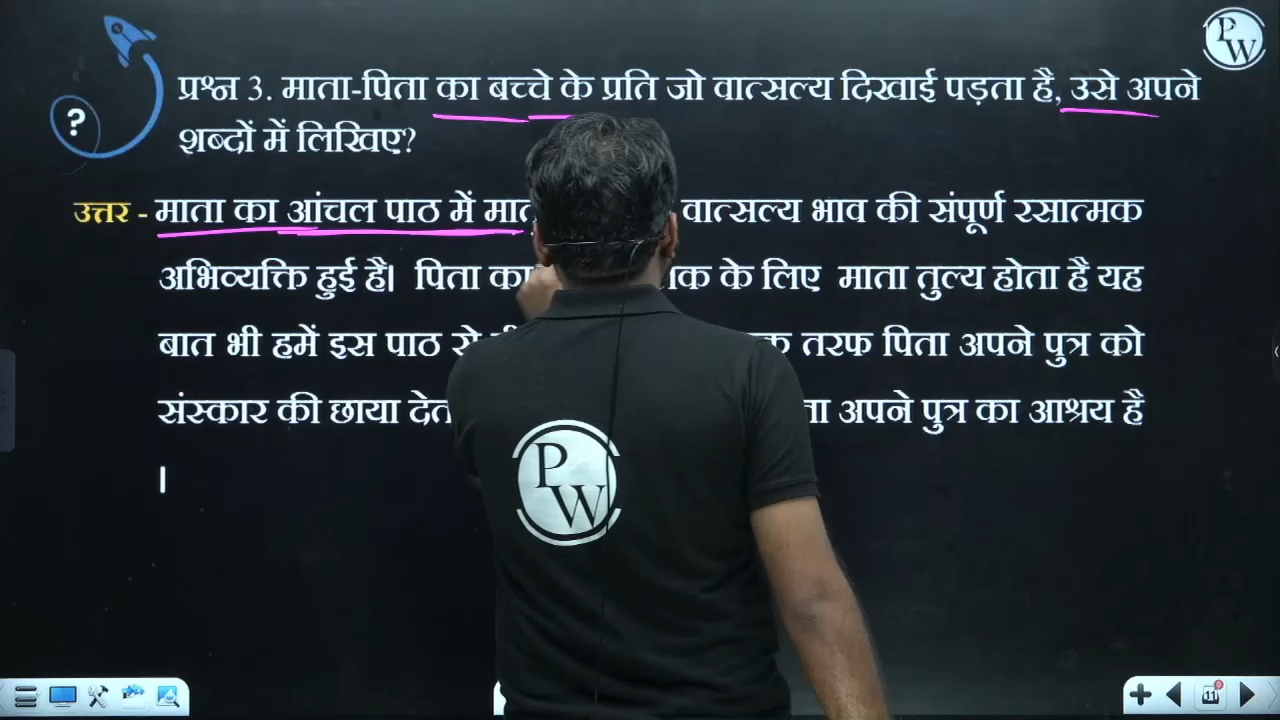 PW
?
प्रश्न 3. माता-पिता का बच्चे के प्रति जो वात्सल्य दिखाई पड़ता है, उसे अपने
शब्दों में लिखिए?
उत्तर - माता का आंचल पाठ में वात्सल्य भाव की संपूर्ण रसात्मक
अभिव्यक्ति हुई है। पिता का के लिए माता तुल्य होता है यह
बात भी हमें इस पाठ तरफ पिता अपने पुत्र को
संस्कार की छाया अपने पुत्र का आश्रय है
|
PW
11